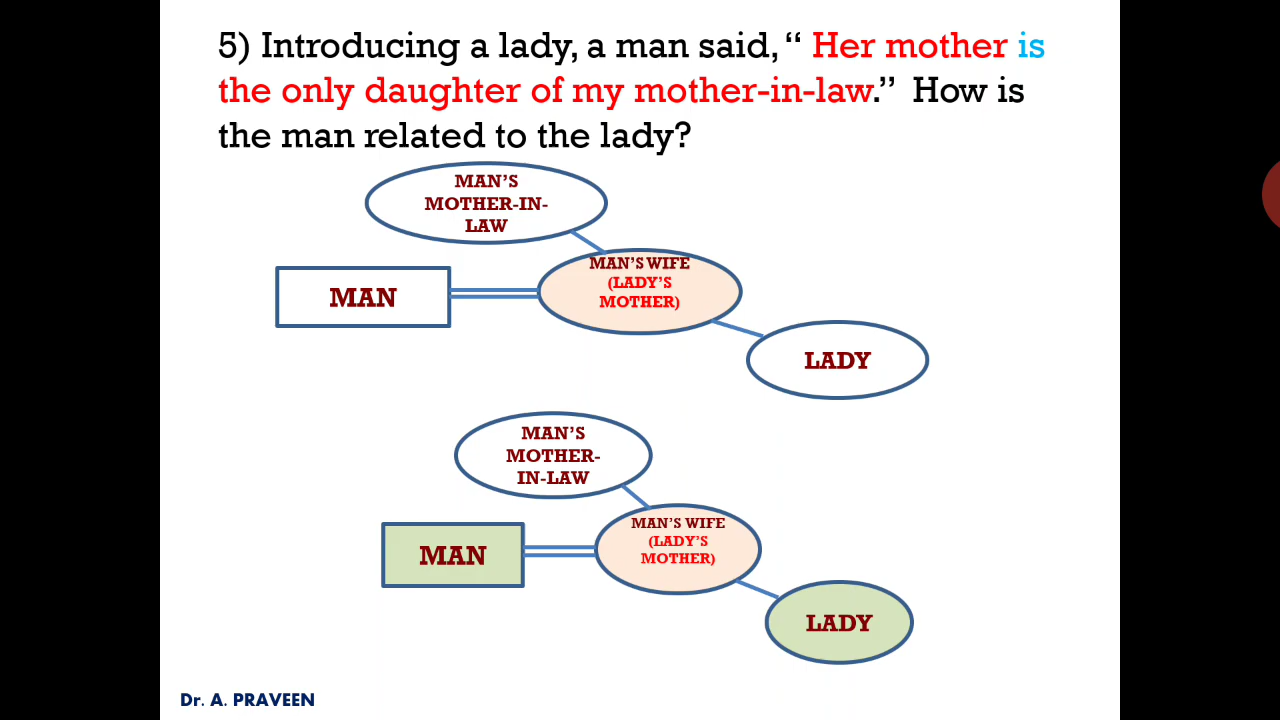 5) Introducing a lady, a man said, “ Her mother is
the only daughter of my mother-in-law.”  How is
the man related to the lady?
MAN’S
MOTHER-IN-
LAW
MAN’S WIFE
(LADY’S
MOTHER)
MAN
LADY
MAN’S
MOTHER-
IN-LAW
MAN’S WIFE
(LADY’S
MOTHER)
MAN
LADY
Dr. A. PRAVEEN